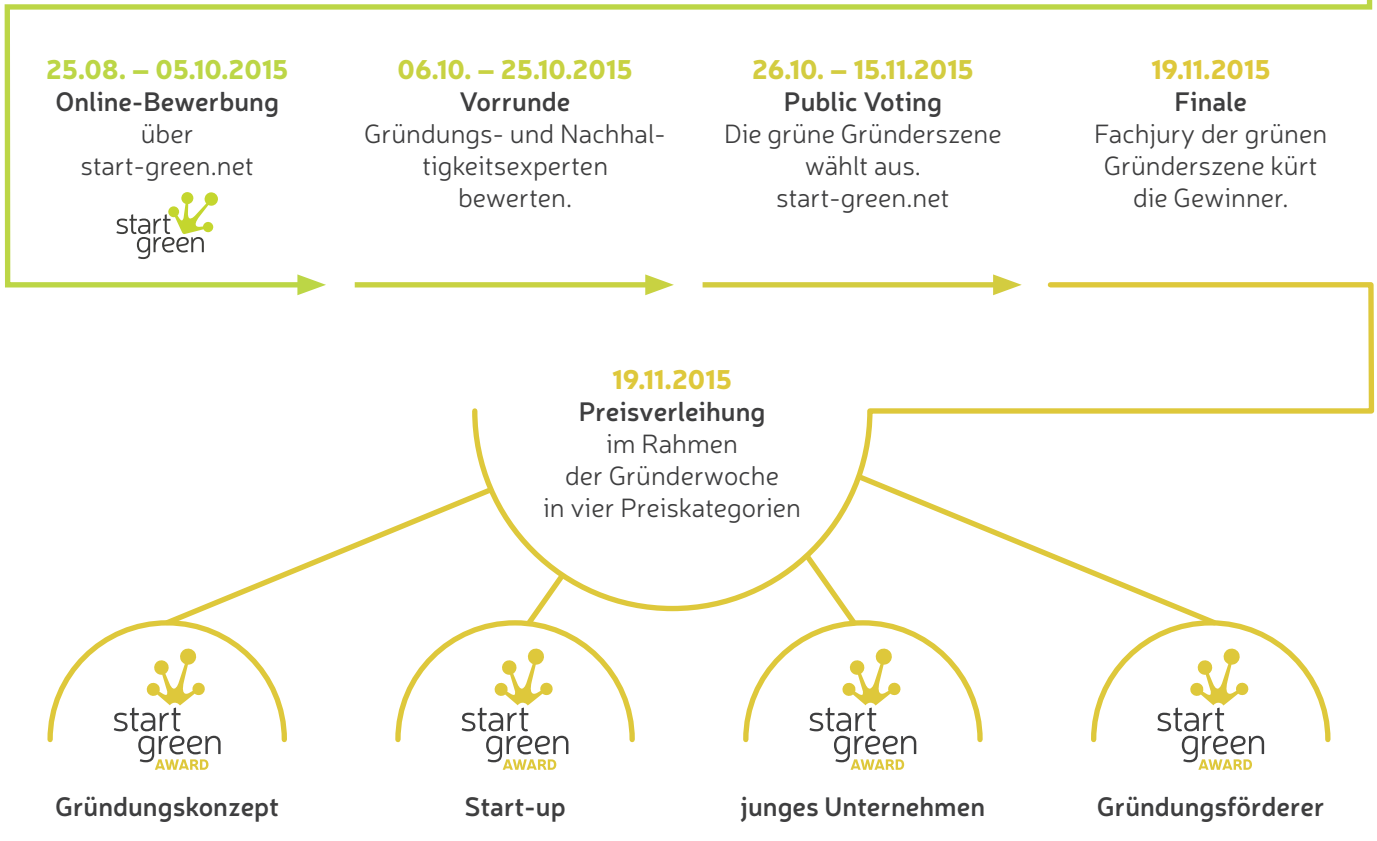 25.08. – 05.10.2015
Online-Bewerbung
über
start-green.net
start
green
06.10. – 25.10.2015
Vorrunde
Gründungs- und Nachhal-
tigkeitsexperten
bewerten.
26.10. – 15.11.2015
Public Voting
Die grüne Gründerszene
wählt aus.
start-green.net
19.11.2015
Finale
Fachjury der grünen
Gründerszene kürt
die Gewinner.
19.11.2015
Preisverleihung
im Rahmen
der Gründerwoche
in vier Preiskategorien
start
green
AWARD
Gründungskonzept
start
green
AWARD
Start-up
start
green
AWARD
junges Unternehmen
start
green
AWARD
Gründungsförderer